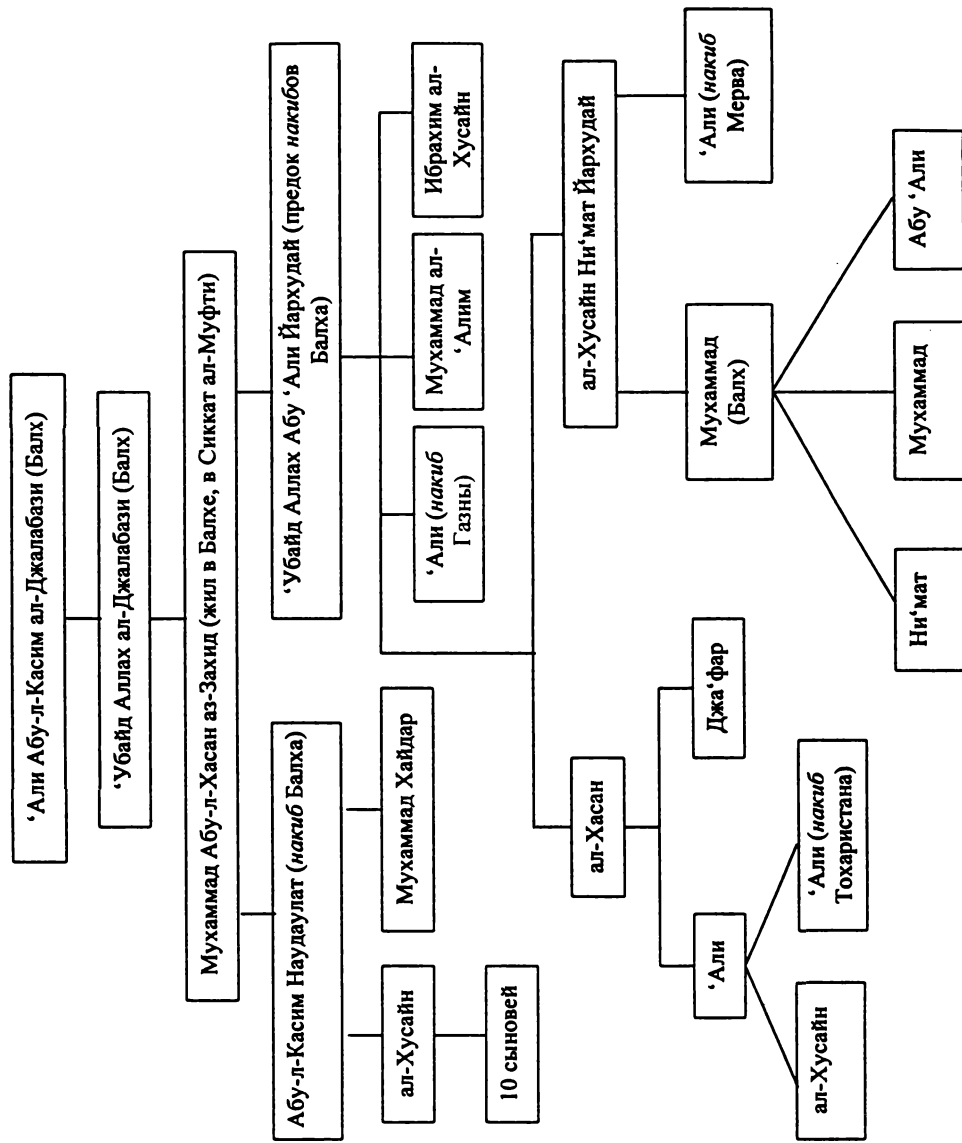 ‘Али Абу-л-Касим ал-Джалабази (Балх)
‘Убайд Аллах ал-Джалабази (Балх)
Мухаммад Абу-л-Хасан аз-Захид (жил в Балхе, в Сиккат ал-Муфти)
Абу-л-Касим Наудаулат (накиб Балха)
‘Убайд Аллах Абу ‘Али Йархудай (предок накибов
Балха)
ал-Хусайн
Мухаммад Хайдар
‘Али (накиб
Газны)
Мухаммад ал-
‘Алим
Ибрахим ал-
Хусайн
10 сыновей
ал-Хасан
ал-Хусайн Ни‘мат Йархудай
‘Али
Джа‘фар
Мухаммад
(Балх)
‘Али (накиб
Мерва)
ал-Хусайн
‘Али (накиб
Тохаристана)
Ни‘мат
Мухаммад
Абу ‘Али